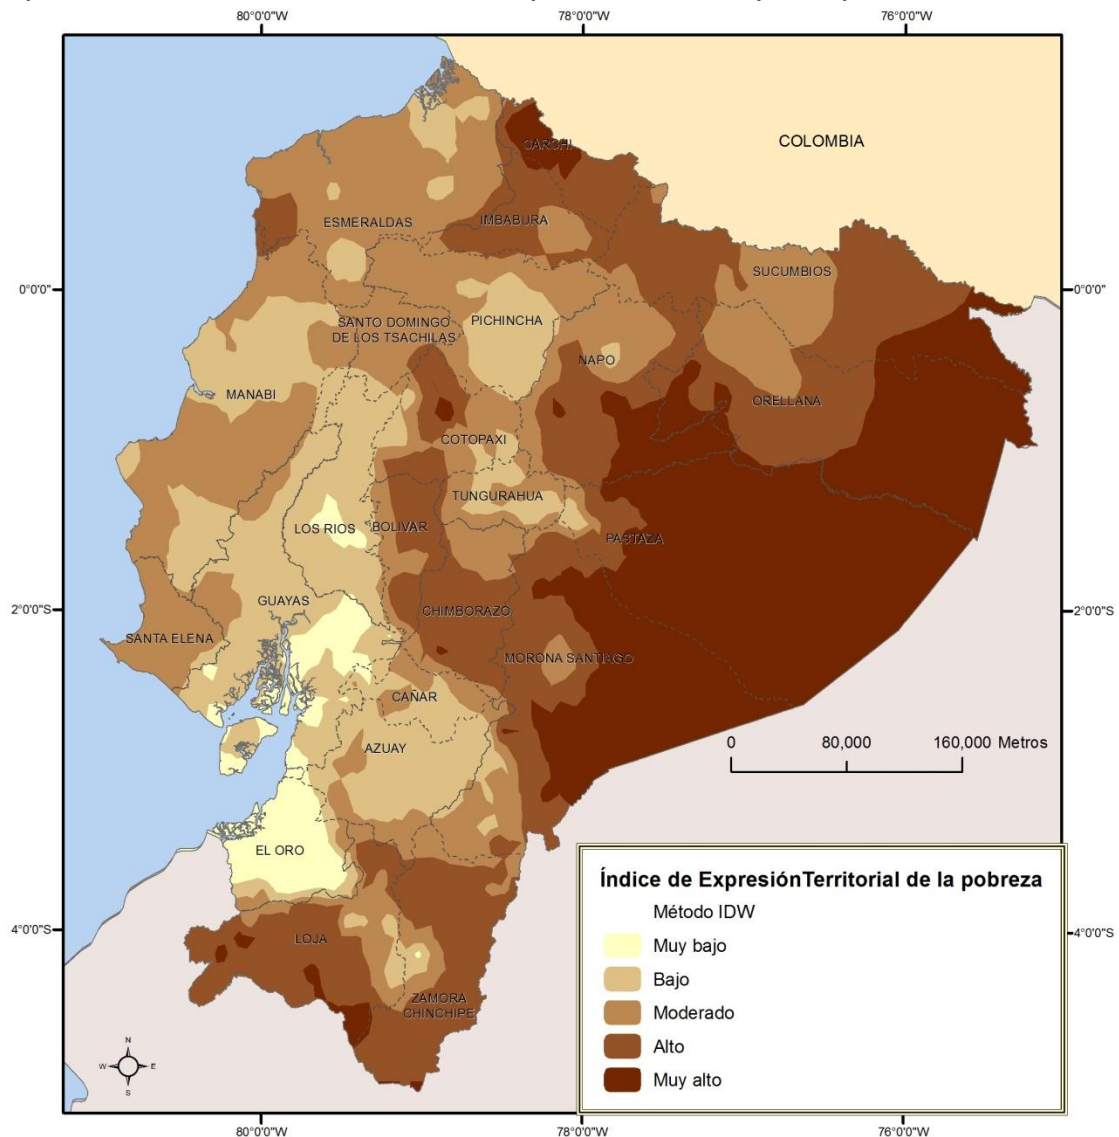 80°0'0"W
78°0'0"W
76°0'0"W
COLOMBIA
CARCHI
ESMERALDAS
IMBABURA
SUCUMBIOS
0°0'0"
0°0'0"
SANTO DOMINGO
DE LOS TSACHILAS
PICHINCHA
NAPO
MANABI
ORELLANA
COTOPAXI
TUNGURAHUA
LOS RIOS
BOLIVAR
PASTAZA
2°0'0"S
2°0'0"S
GUAYAS
CHIMBORAZO
SANTA ELENA
MORONA SANTIAGO
CAÑAR
AZUAY
0
80,000
160,000 Metros
EL ORO
Índice de ExpresiónTerritorial de la pobreza
Método IDW
Muy bajo
Bajo
Moderado
Alto
Muy alto
4°0'0"S
4°0'0"S
LOJA
ZAMORA
CHINCHIPE
N
W
E
S
80°0'0"W
78°0'0"W
76°0'0"W